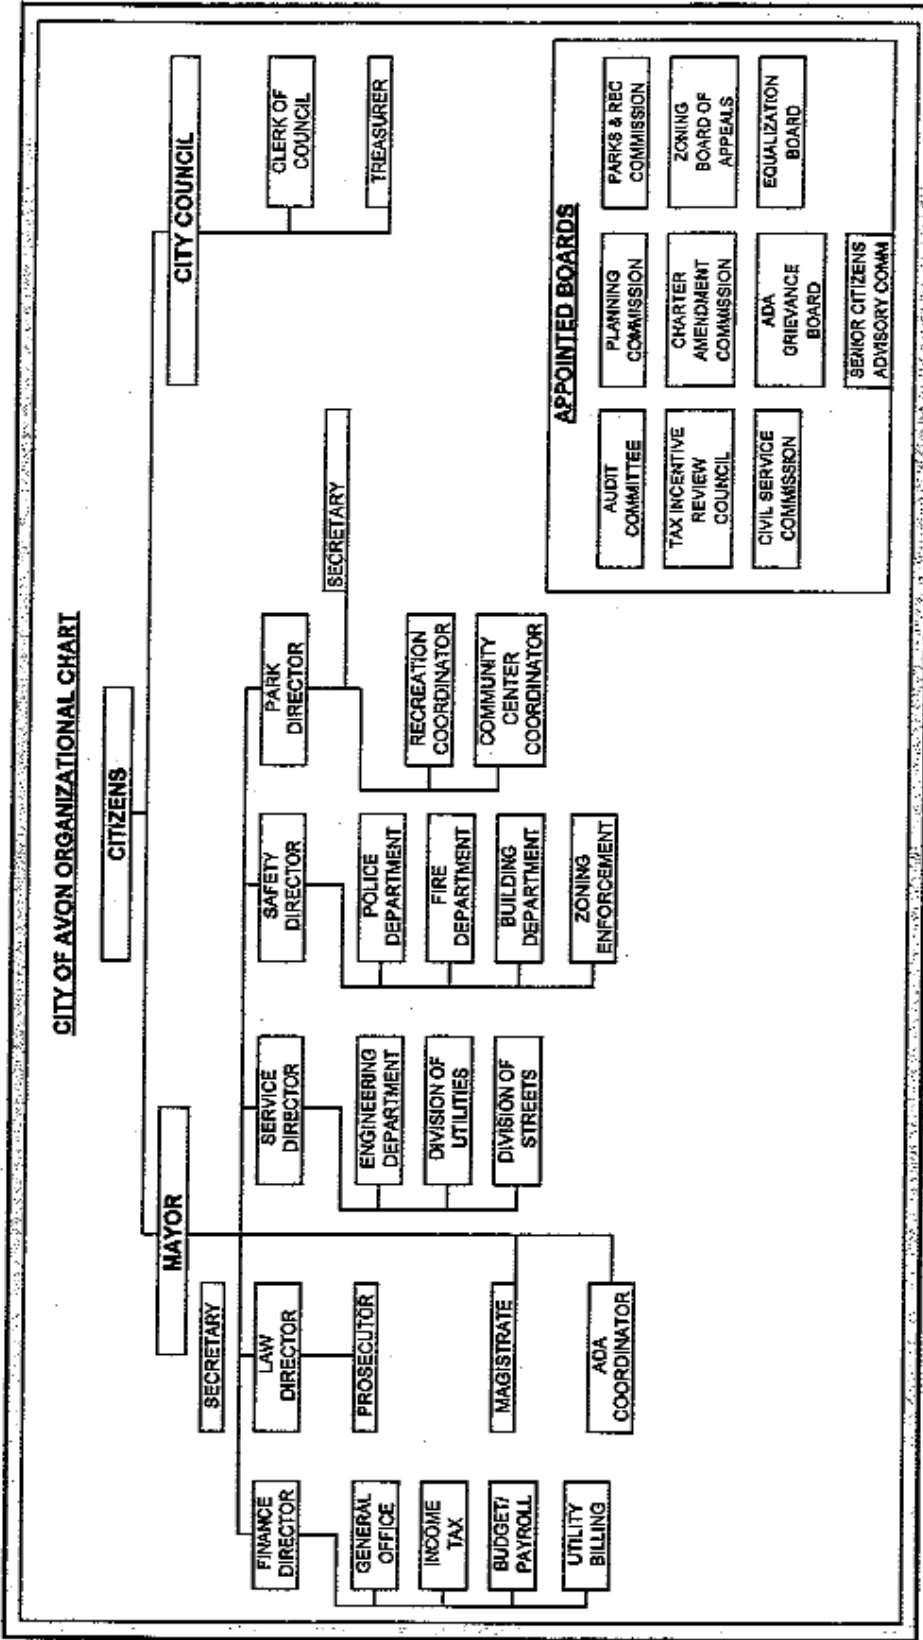 CITY OF AVON ORGANIZATIONAL CHART
CITIZENS
MAYOR
CITY COUNCIL
SECRETARY
CLERK OF
COUNCIL
TREASURER
FINANCE
DIRECTOR
LAW
DIRECTOR
SERVICE
DIRECTOR
SAFETY
DIRECTOR
PARK
DIRECTOR
SECRETARY
GENERAL
OFFICE
INCOME
TAX
BUDGET/
PAYROLL
UTILITY
BILLING
PROSECUTOR
MAGISTRATE
ADA
COORDINATOR
ENGINEERING
DEPARTMENT
DIVISION OF
UTILITIES
DIVISION OF
STREETS
POLICE
DEPARTMENT
FIRE
DEPARTMENT
BUILDING
DEPARTMENT
ZONING
ENFORCEMENT
RECREATION
COORDINATOR
COMMUNITY
CENTER
COORDINATOR
APPOINTED BOARDS
AUDIT
COMMITTEE
PLANNING
COMMISSION
PARKS & REC
COMMISSION
TAX INCENTIVE
REVIEW
COUNCIL
CHARTER
AMENDMENT
COMMISSION
ZONING
BOARD OF
APPEALS
CIVIL SERVICE
COMMISSION
ADA
GRIEVANCE
BOARD
EQUALIZATION
BOARD
SENIOR CITIZENS
ADVISORY COMM